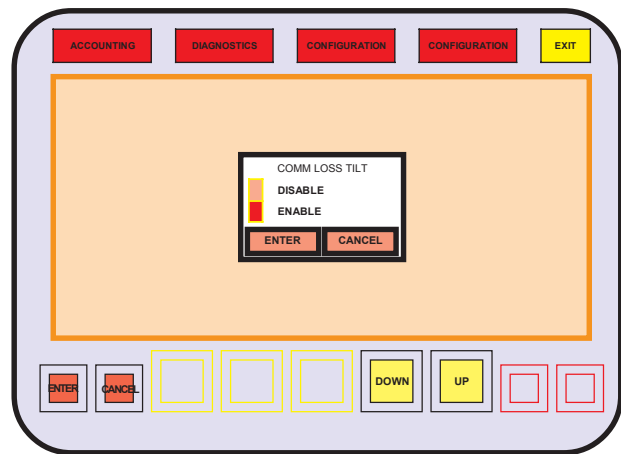 ACCOUNTING
DIAGNOSTICS
CONFIGURATION
CONFIGURATION
EXIT
COMM LOSS TILT
DISABLE
ENABLE
ENTER
CANCEL
ENTER
CANCEL
DOWN
UP